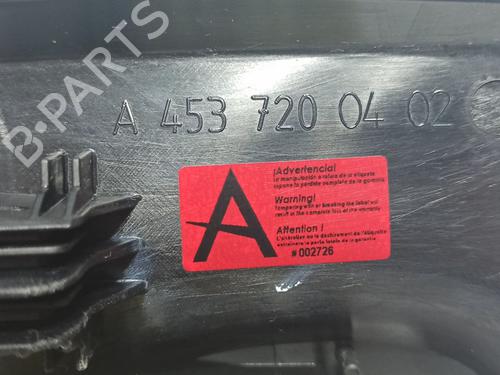 B-PARTS
A 453 720 04 02
A
¡Advertencia!
La manipulación o rotura de la etiqueta
supone la pérdida completa de la garantía.
Warning!
Tampering with or breaking the label will
result in the complete loss of the warranty
Attention !
L'altération ou le déchirement de l'étiquette
entraînera la perte totale de la garantie
#002726